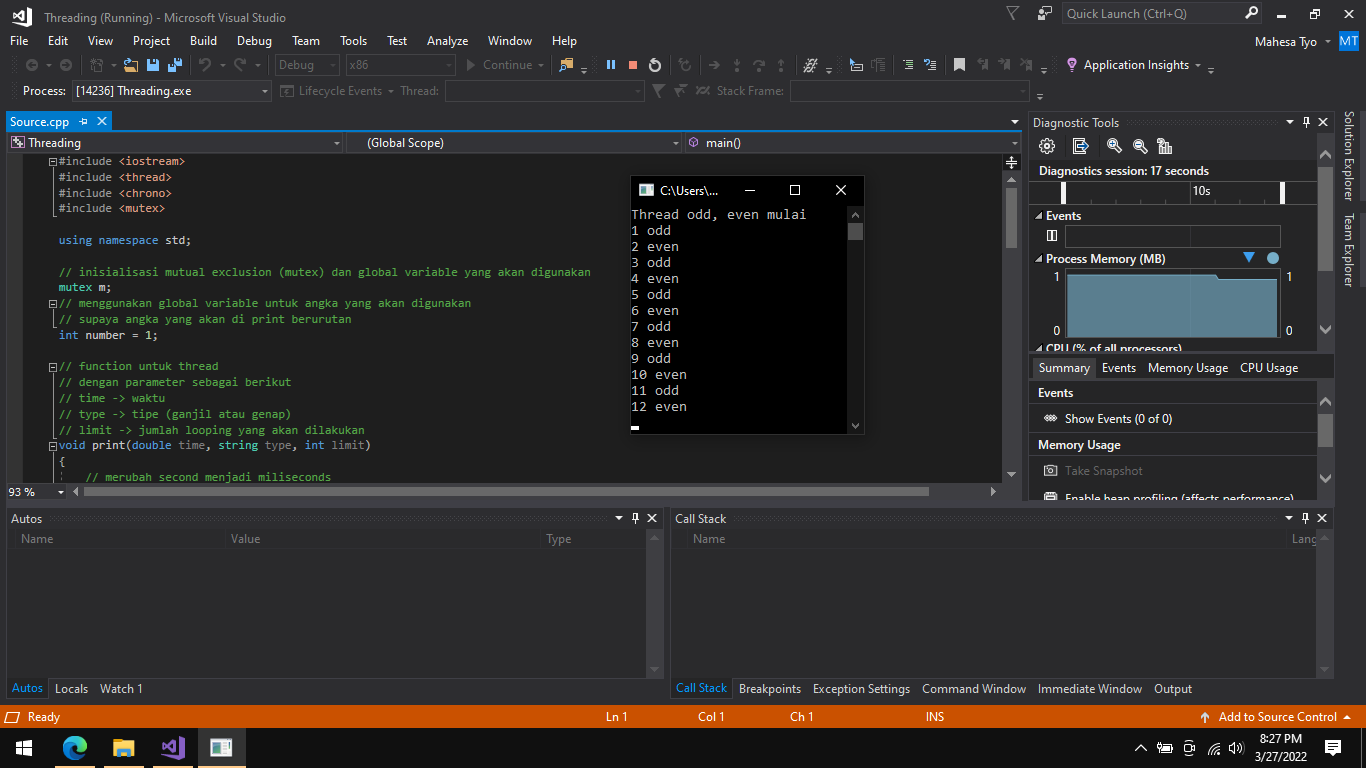 Threading (Running) - Microsoft Visual Studio
Quick Launch (Ctrl+Q)
File Edit View Project Build Debug Team Tools Test Analyze Window Help
Mahesa Tyo MT
Debug x86 Continue Application Insights
Process: [14236] Threading.exe Lifecycle Events Thread: Stack Frame:
Source.cpp
Threading (Global Scope) main()
#include <iostream>
#include <thread>
#include <chrono>
#include <mutex>
using namespace std;
// inisialisasi mutual exclusion (mutex) dan global variable yang akan digunakan
mutex m;
// menggunakan global variable untuk angka yang akan digunakan
// supaya angka yang akan di print berurutan
int number = 1;
// function untuk thread
// dengan parameter sebagai berikut
// time -> waktu
// type -> tipe (ganjil atau genap)
// limit -> jumlah looping yang akan dilakukan
void print(double time, string type, int limit)
{
// merubah second menjadi miliseconds
93 %
C:\Users\...
Thread odd, even mulai
1 odd
2 even
3 odd
4 even
5 odd
6 even
7 odd
8 even
9 odd
10 even
11 odd
12 even
Diagnostic Tools
Diagnostics session: 17 seconds
10s
Events
Process Memory (MB)
1 1
0 0
CPU (% of all processors)
Summary Events Memory Usage CPU Usage
Events
Show Events (0 of 0)
Memory Usage
Take Snapshot
Enable heap profiling (affects performance)
Solution Explorer
Team Explorer
Autos
Name Value Type
Autos Locals Watch 1
Call Stack
Name Lang
Call Stack Breakpoints Exception Settings Command Window Immediate Window Output
Ready Ln 1 Col 1 Ch 1 INS Add to Source Control
8:27 PM
3/27/2022